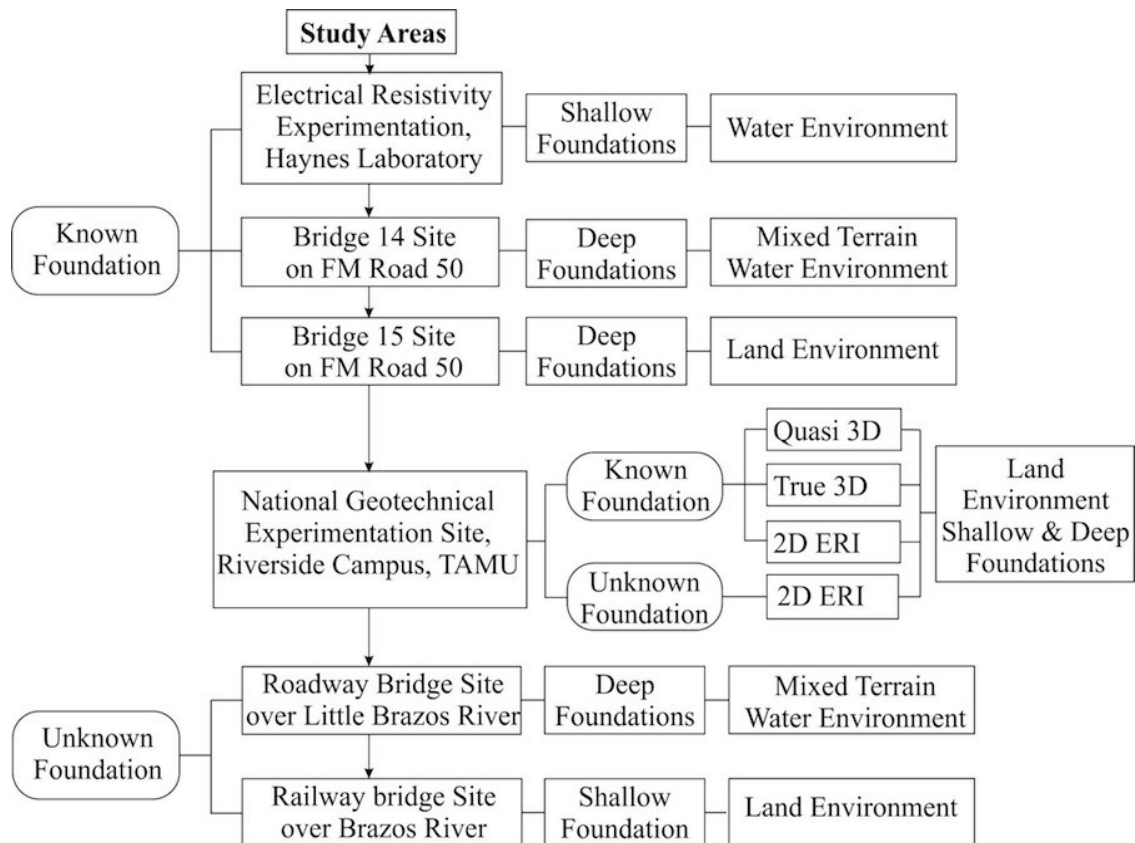 Study Areas
Electrical Resistivity
Experimentation,
Haynes Laboratory
Shallow
Foundations
Water Environment
Known
Foundation
Bridge 14 Site
on FM Road 50
Deep
Foundations
Mixed Terrain
Water Environment
Bridge 15 Site
on FM Road 50
Deep
Foundations
Land Environment
National Geotechnical
Experimentation Site,
Riverside Campus, TAMU
Known
Foundation
Quasi 3D
True 3D
2D ERI
Unknown
Foundation
2D ERI
Land
Environment
Shallow & Deep
Foundations
Unknown
Foundation
Roadway Bridge Site
over Little Brazos River
Deep
Foundations
Mixed Terrain
Water Environment
Railway bridge Site
over Brazos River
Shallow
Foundation
Land Environment